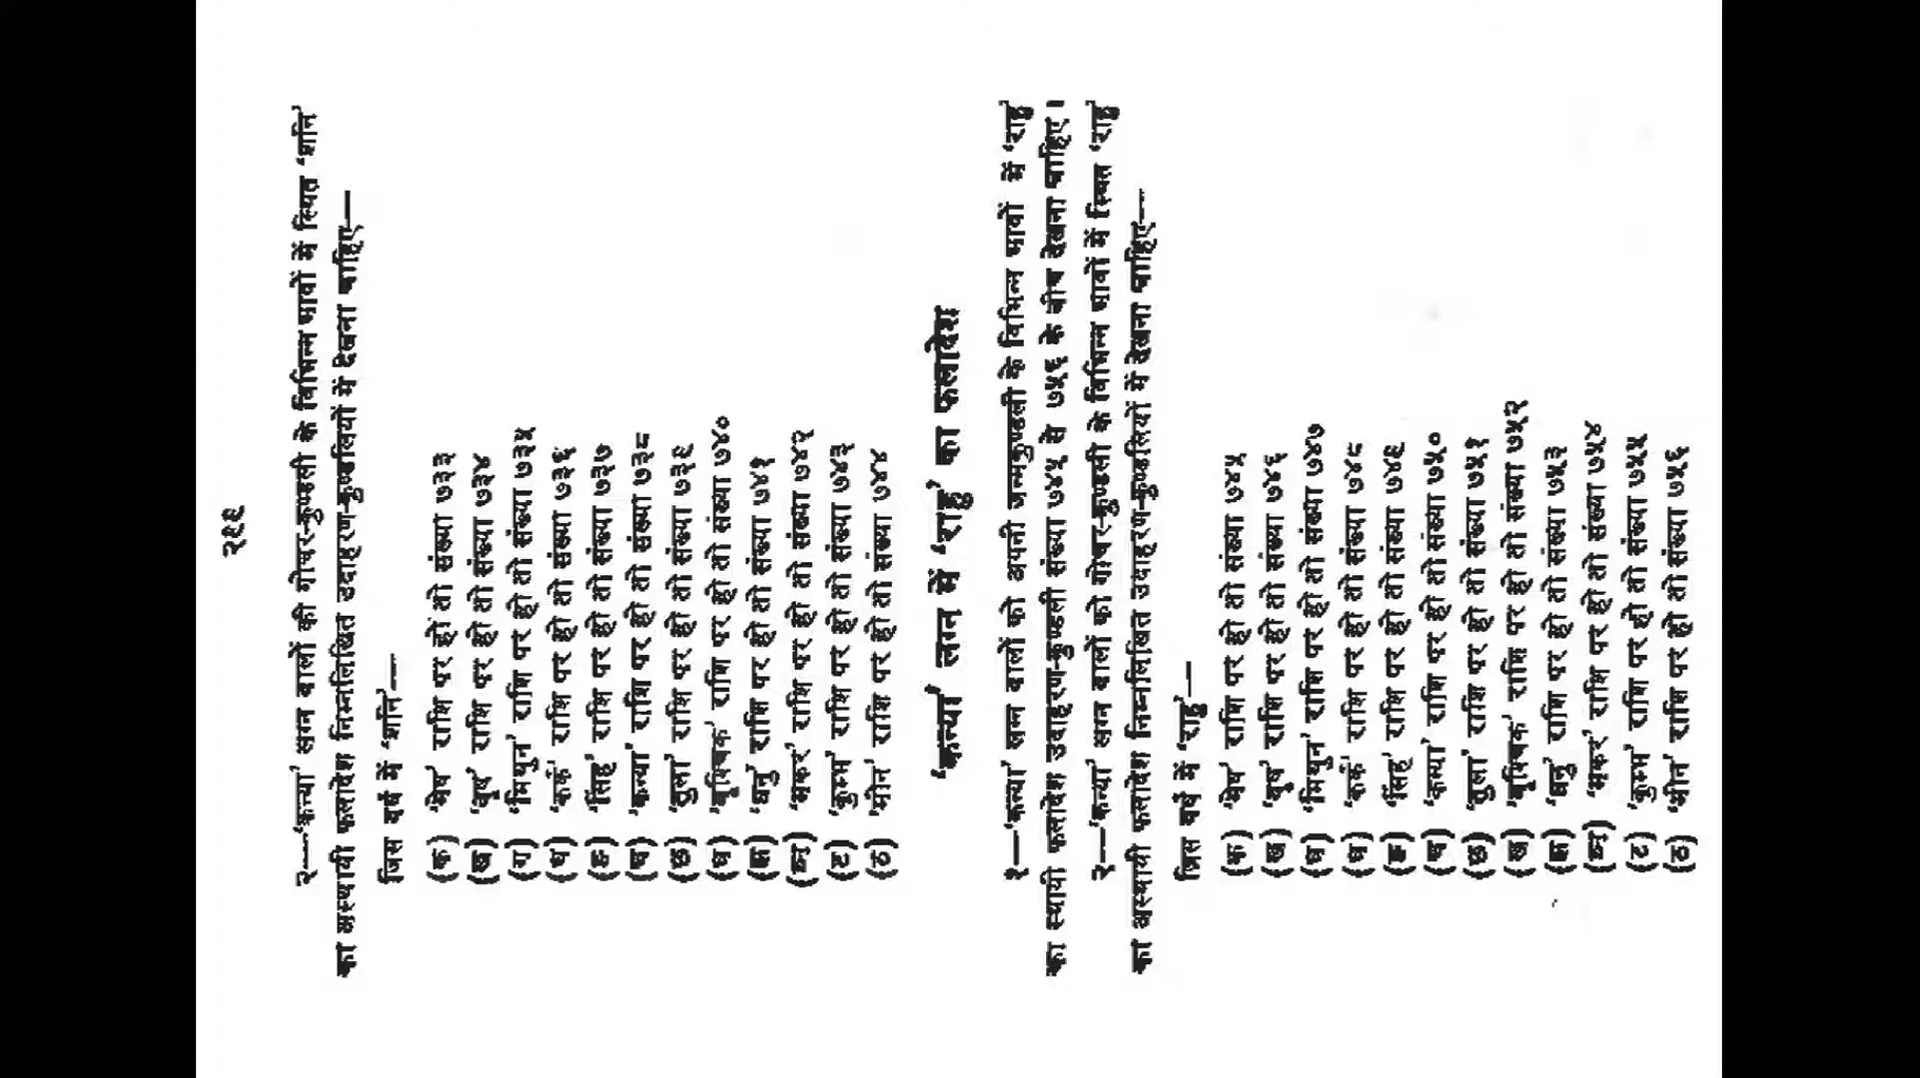 २९६
२—'कन्या' लग्न वालों की गोचर-कुण्डली के विभिन्न भावों में स्थित 'शनि'
का अस्थायी फलादेश निम्नलिखित उदाहरण-कुण्डलियों में देखना चाहिए—
जिस वर्ष में 'शनि'—
(क) 'मेष' राशि पर हो तो संख्या ७३३
(ख) 'वृष' राशि पर हो तो संख्या ७३४
(ग) 'मिथुन' राशि पर हो तो संख्या ७३५
(घ) 'कर्क' राशि पर हो तो संख्या ७३६
(ङ) 'सिंह' राशि पर हो तो संख्या ७३७
(च) 'कन्या' राशि पर हो तो संख्या ७३८
(छ) 'तुला' राशि पर हो तो संख्या ७३९
(ज) 'वृश्चिक' राशि पर हो तो संख्या ७४०
(झ) 'धनु' राशि पर हो तो संख्या ७४१
(ञ) 'मकर' राशि पर हो तो संख्या ७४२
(ट) 'कुम्भ' राशि पर हो तो संख्या ७४३
(ठ) 'मीन' राशि पर हो तो संख्या ७४४
'कन्या' लग्न में 'राहु' का फलादेश
१—'कन्या' लग्न वालों को अपनी जन्मकुण्डली के विभिन्न भावों में 'राहु'
का स्थायी फलादेश उदाहरण-कुण्डली संख्या ७४५ से ७५६ के बीच देखना चाहिए।
२—'कन्या' लग्न वालों को गोचर-कुण्डली के विभिन्न भावों में स्थित 'राहु'
का अस्थायी फलादेश निम्नलिखित उदाहरण-कुण्डलियों में देखना चाहिए—
जिस वर्ष में 'राहु'—
(क) 'मेष' राशि पर हो तो संख्या ७४५
(ख) 'वृष' राशि पर हो तो संख्या ७४६
(ग) 'मिथुन' राशि पर हो तो संख्या ७४७
(घ) 'कर्क' राशि पर हो तो संख्या ७४८
(ङ) 'सिंह' राशि पर हो तो संख्या ७४९
(च) 'कन्या' राशि पर हो तो संख्या ७५०
(छ) 'तुला' राशि पर हो तो संख्या ७५१
(ज) 'वृश्चिक' राशि पर हो तो संख्या ७५२
(झ) 'धनु' राशि पर हो तो संख्या ७५३
(ञ) 'मकर' राशि पर हो तो संख्या ७५४
(ट) 'कुम्भ' राशि पर हो तो संख्या ७५५
(ठ) 'मीन' राशि पर हो तो संख्या ७५६